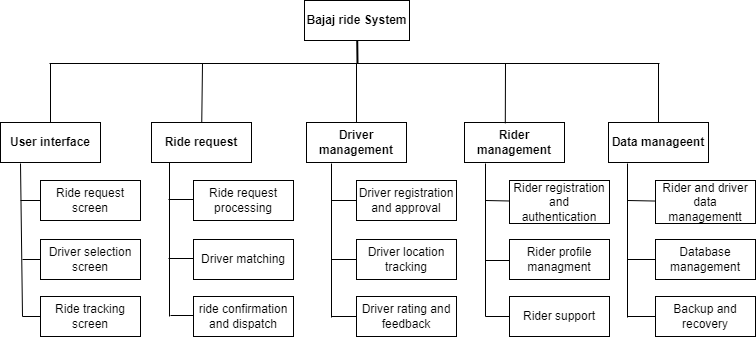 Bajaj ride System
User interface
Ride request
Driver
management
Rider
management
Data manageent
Ride request
screen
Ride request
processing
Driver registration
and approval
Rider registration
and
authentication
Rider and driver
data
managementt
Driver selection
screen
Driver matching
Driver location
tracking
Rider profile
managment
Database
management
Ride tracking
screen
ride confirmation
and dispatch
Driver rating and
feedback
Rider support
Backup and
recovery